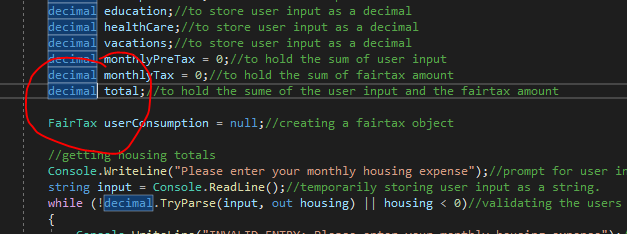 decimal education;//to store user input as a decimal
decimal healthCare;//to store user input as a decimal
decimal vacations;//to store user input as a decimal
decimal monthlyPreTax = 0;//to hold the sum of user input
decimal monthlyTax = 0;//to hold the sum of fairtax amount
decimal total;//to hold the sume of the user input and the fairtax amount
FairTax userConsumption = null;//creating a fairtax object
//getting housing totals
Console.WriteLine("Please enter your monthly housing expense");//prompt for user in
string input = Console.ReadLine();//temporarily storing user input as a string.
while (!decimal.TryParse(input, out housing) || housing < 0)//validating the users
{